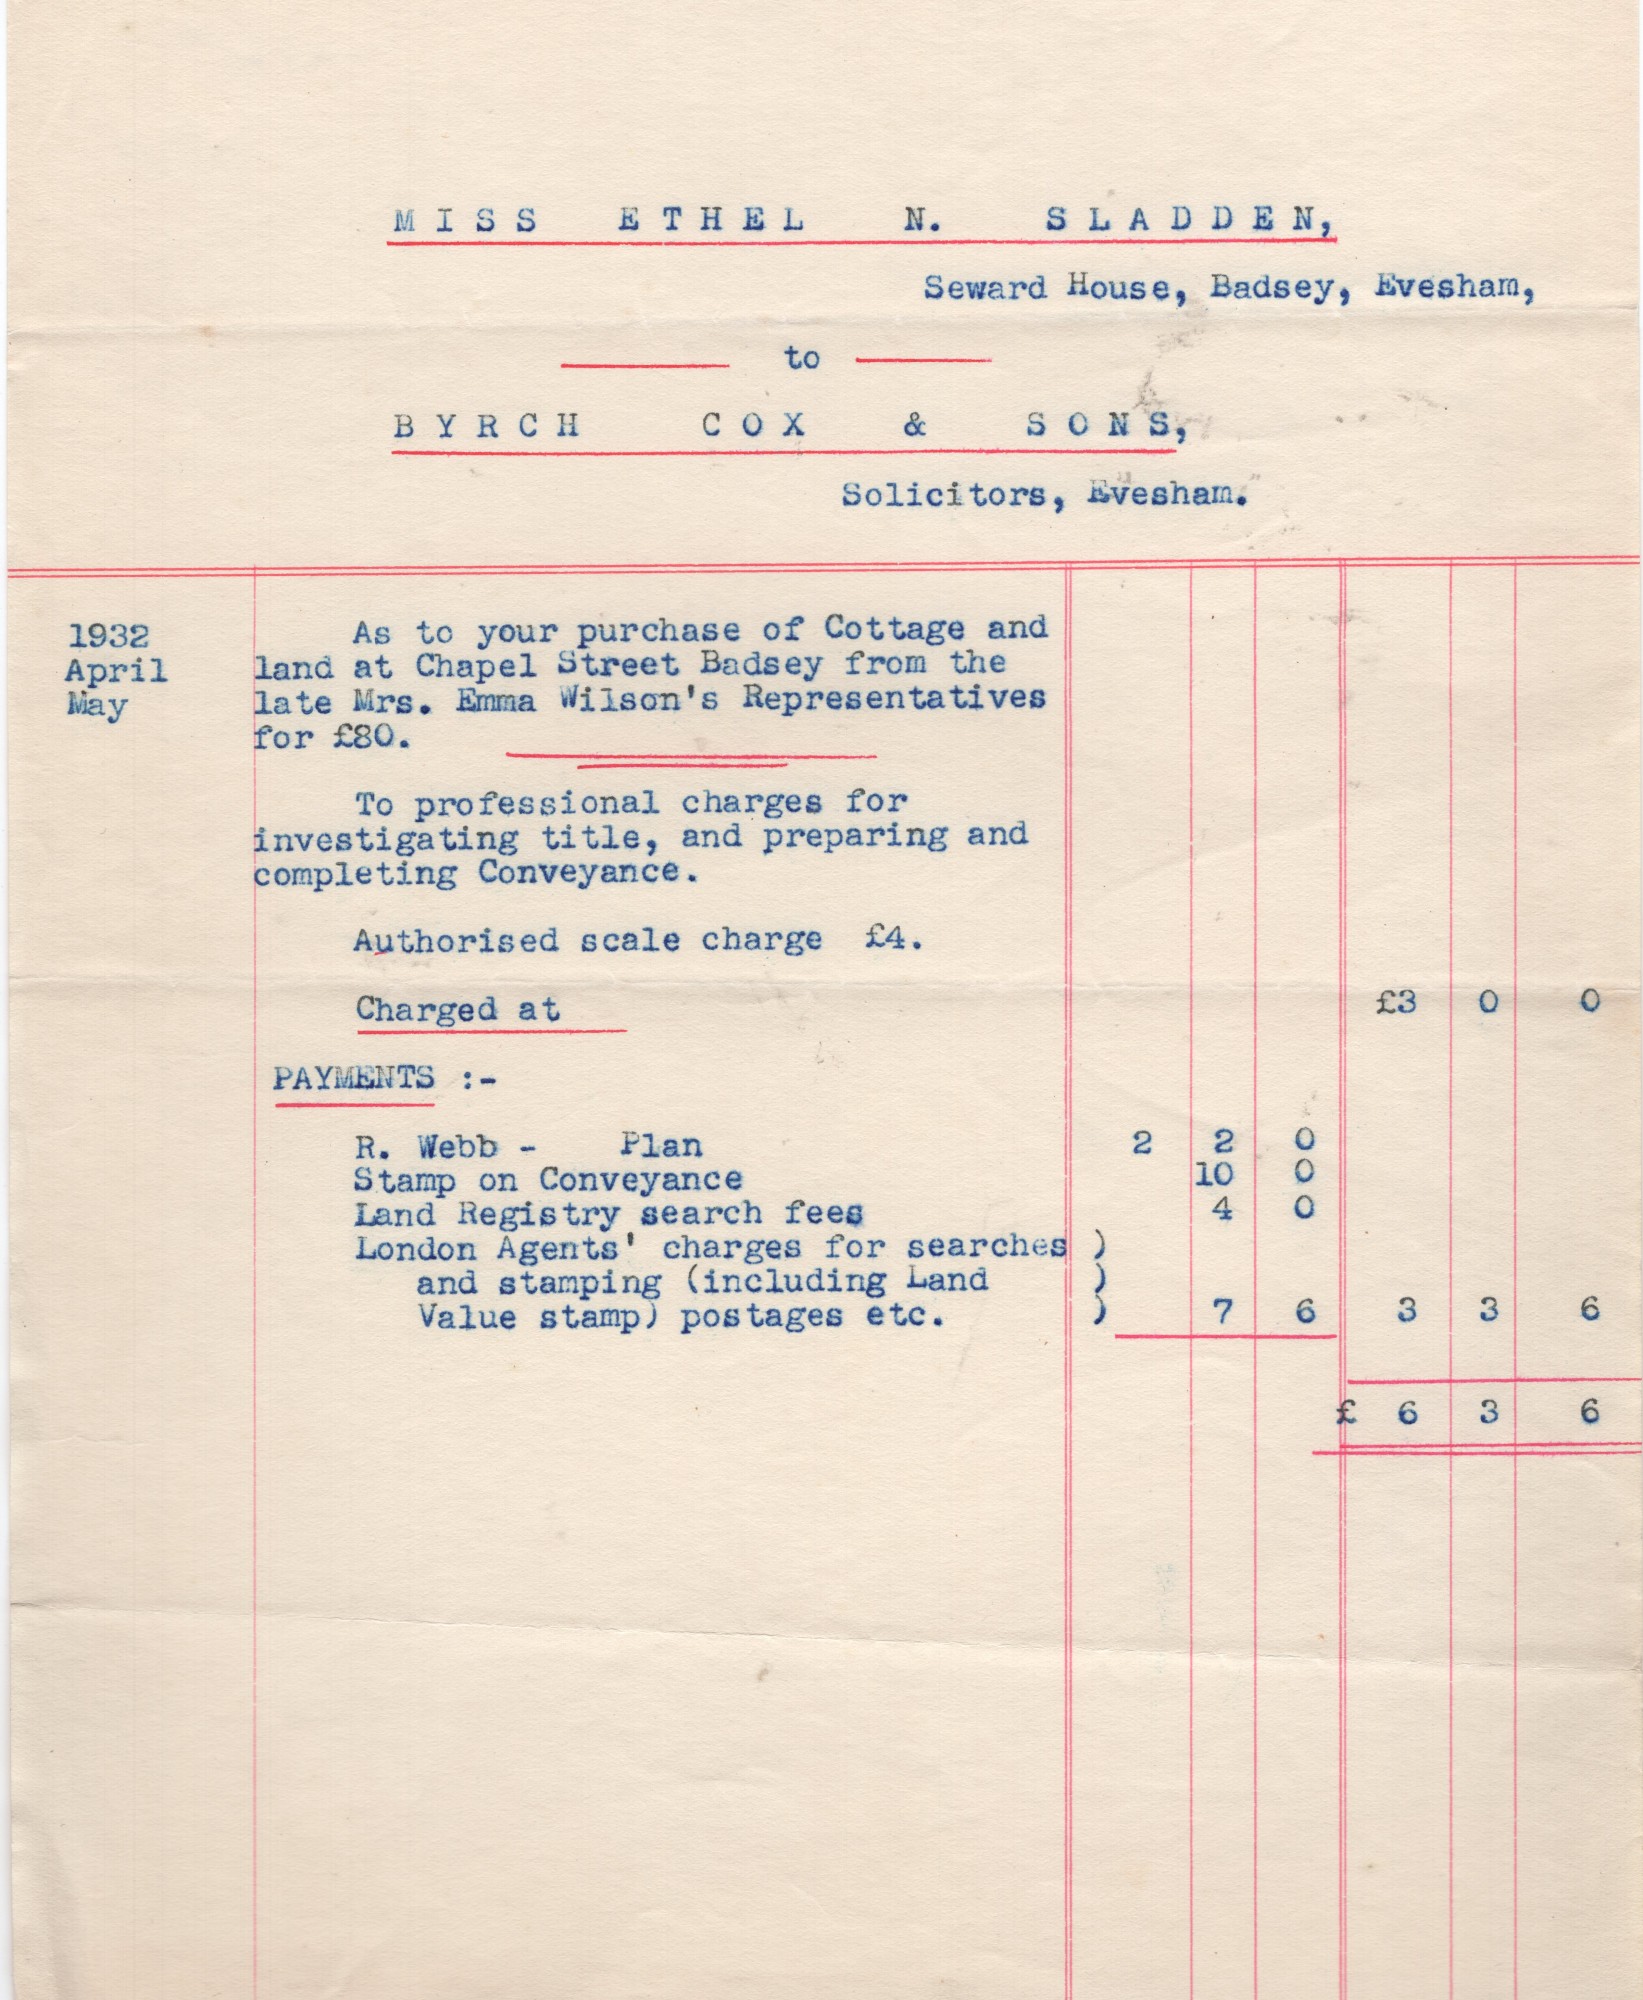 MISS ETHEL N. SLADDEN,
Seward House, Badsey, Evesham,
to
BYRCH COX & SONS,
Solicitors, Evesham.
1932 As to your purchase of Cottage and
April land at Chapel Street Badsey from the
May late Mrs. Emma Wilson's Representatives
for £80.
To professional charges for
investigating title, and preparing and
completing Conveyance.
Authorised scale charge £4.
Charged at £3 0 0
PAYMENTS :-
R. Webb - Plan 2 2 0
Stamp on Conveyance 10 0
Land Registry search fees 4 0
London Agents' charges for searches )
and stamping (including Land )
Value stamp) postages etc. ) 7 6 3 3 6
£ 6 3 6